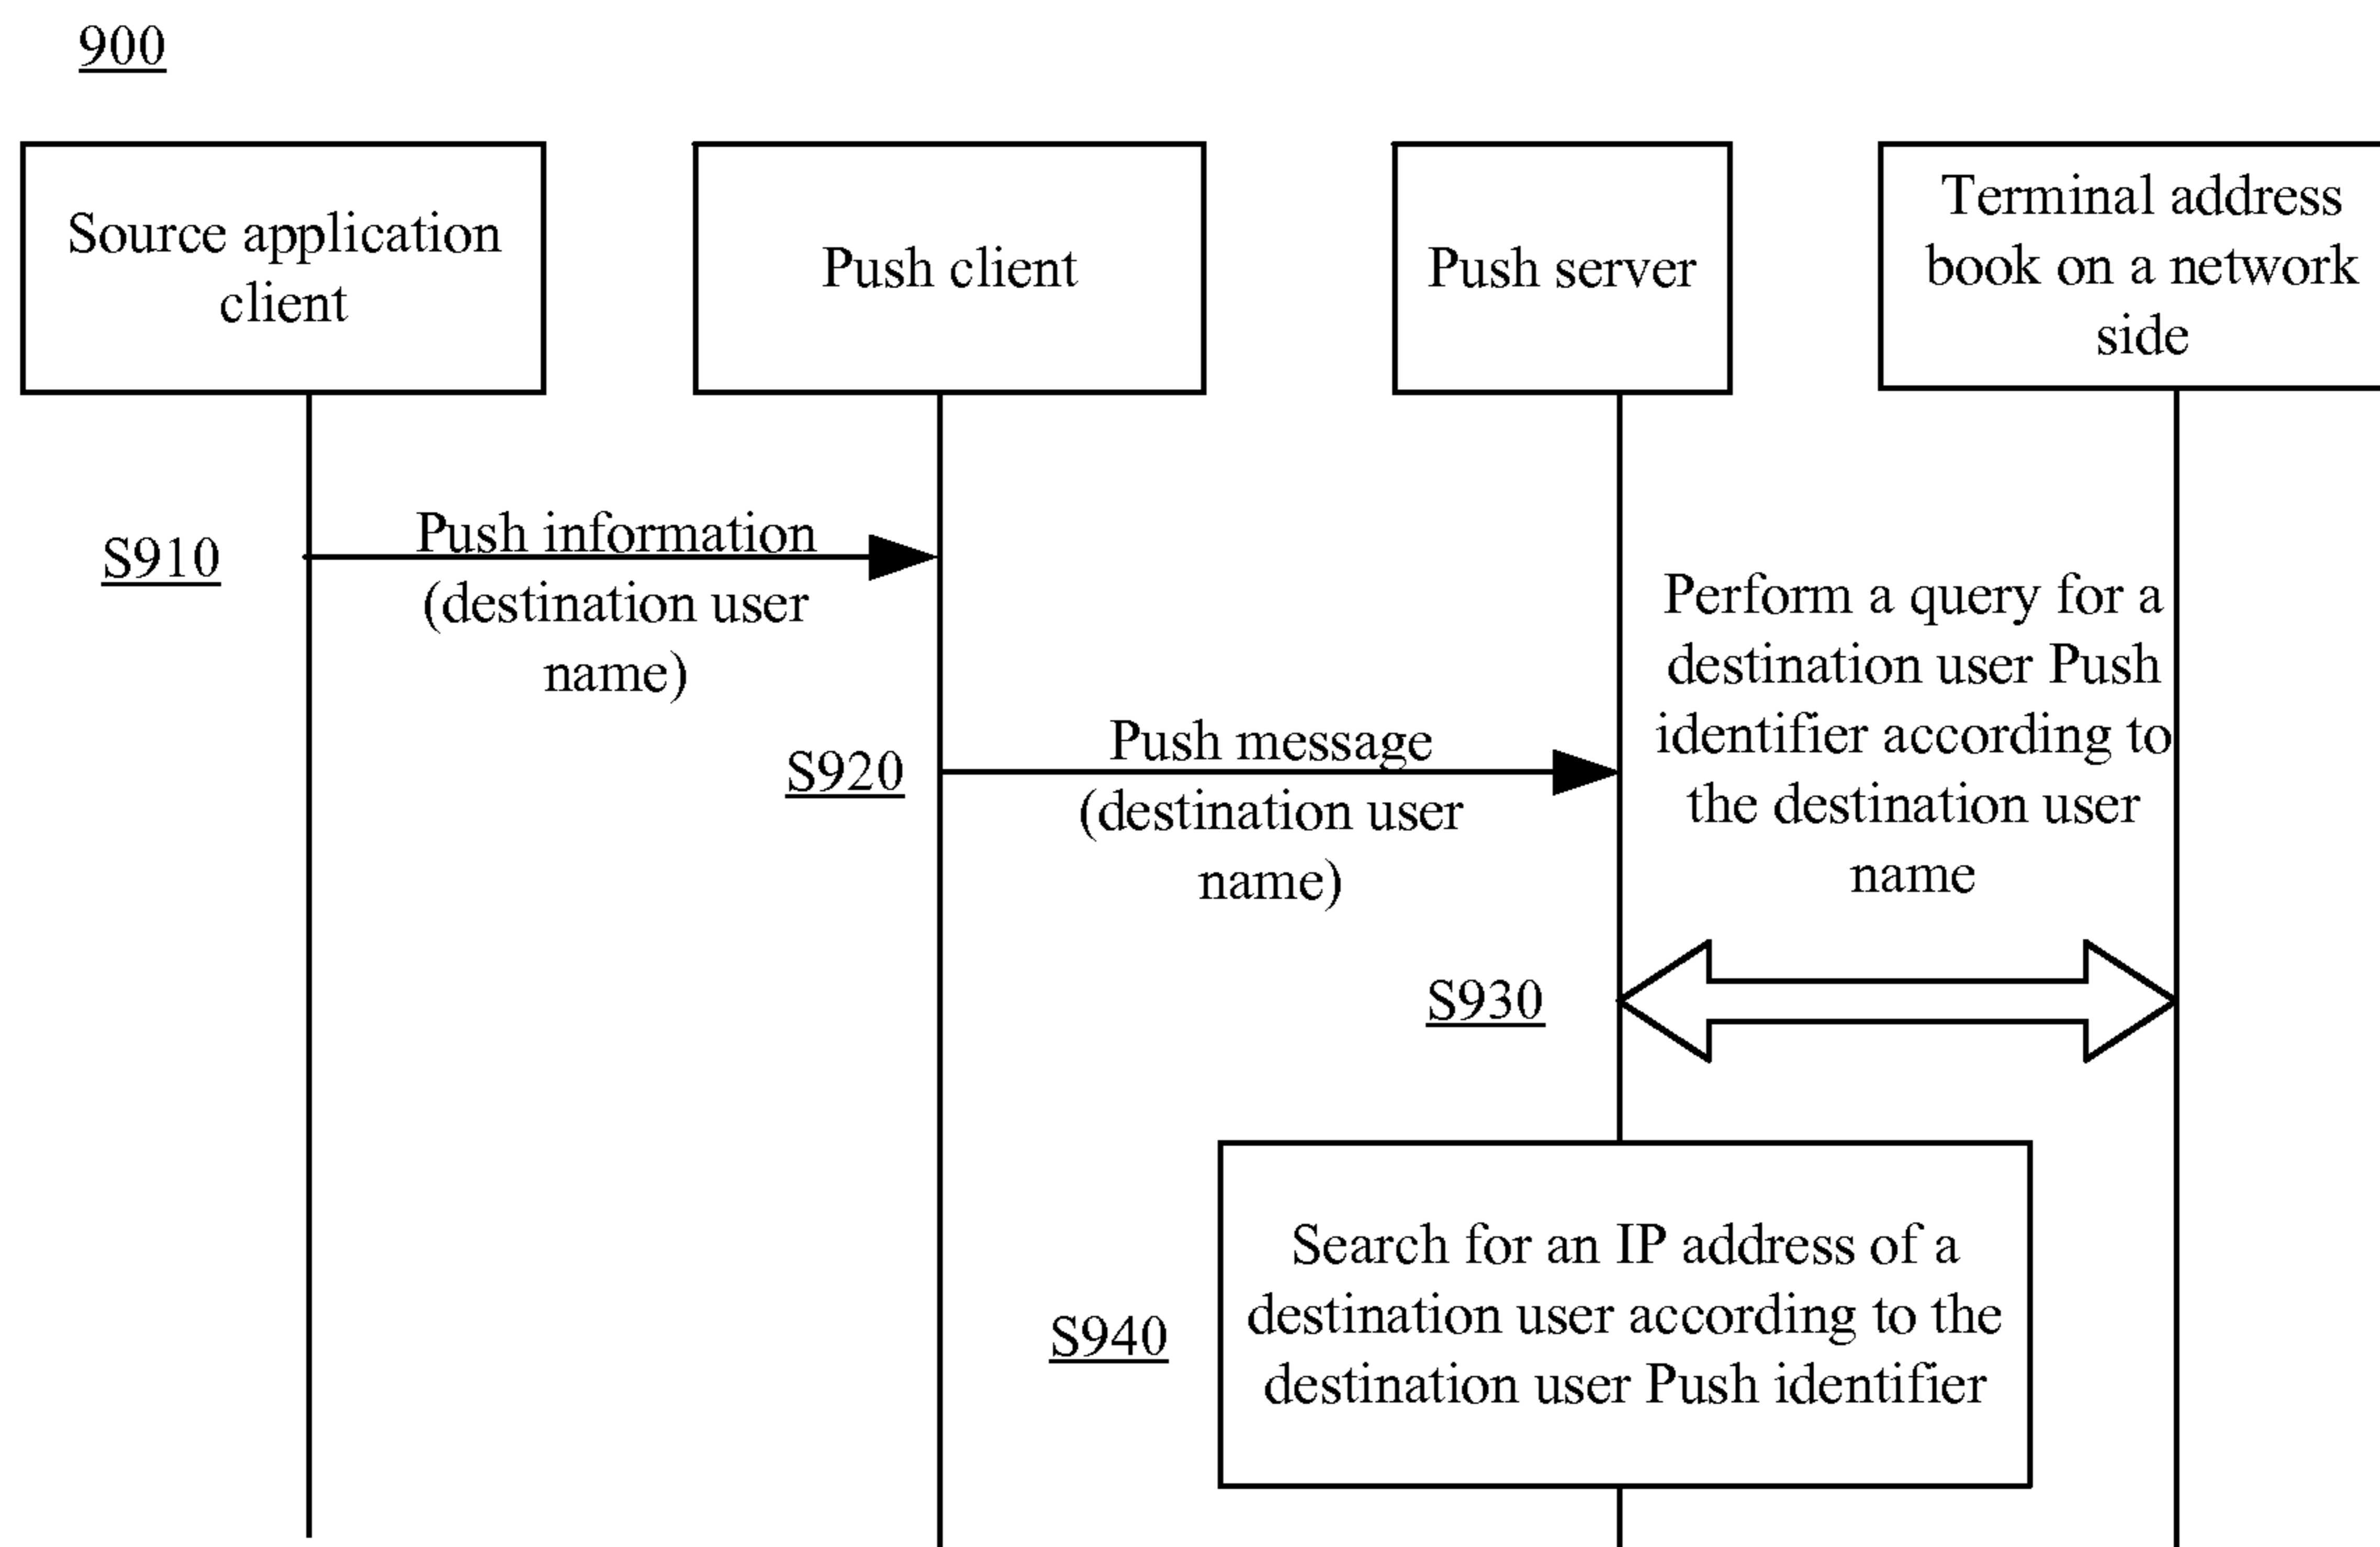 900
Source application
client
Push client
Push server
Terminal address
book on a network
side
S910
Push information
(destination user
name)
S920
Push message
(destination user
name)
Perform a query for a
destination user Push
identifier according to
the destination user
name
S930
S940
Search for an IP address of a
destination user according to the
destination user Push identifier